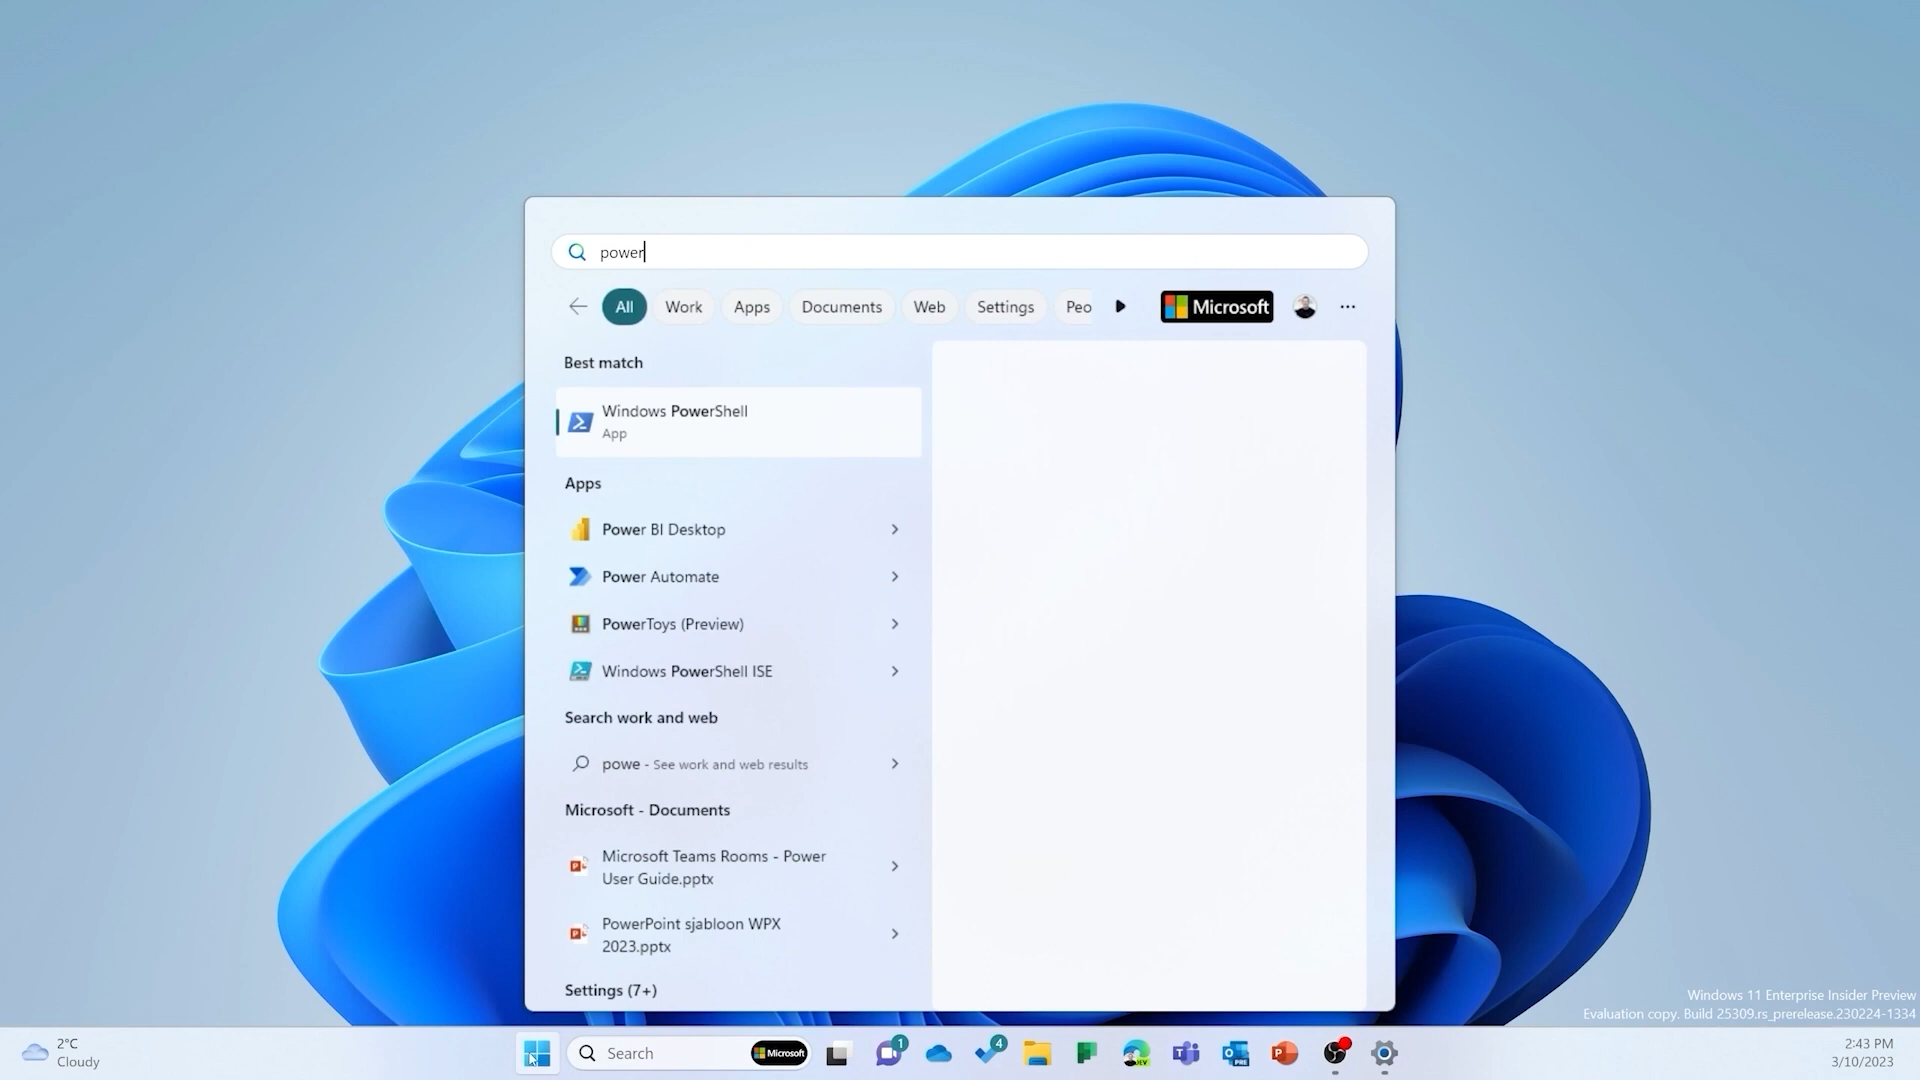 power
All
Work
Apps
Documents
Web
Settings
Peo
Microsoft
Best match
Windows PowerShell
App
Apps
Power BI Desktop
Power Automate
PowerToys (Preview)
Windows PowerShell ISE
Search work and web
powe - See work and web results
Microsoft - Documents
Microsoft Teams Rooms - Power
User Guide.pptx
PowerPoint sjabloon WPX
2023.pptx
Settings (7+)
Windows 11 Enterprise Insider Preview
Evaluation copy. Build 25309.rs_prerelease.230224-1334
2°C
Cloudy
Search
Microsoft
1
4
DEV
PRE
2:43 PM
3/10/2023